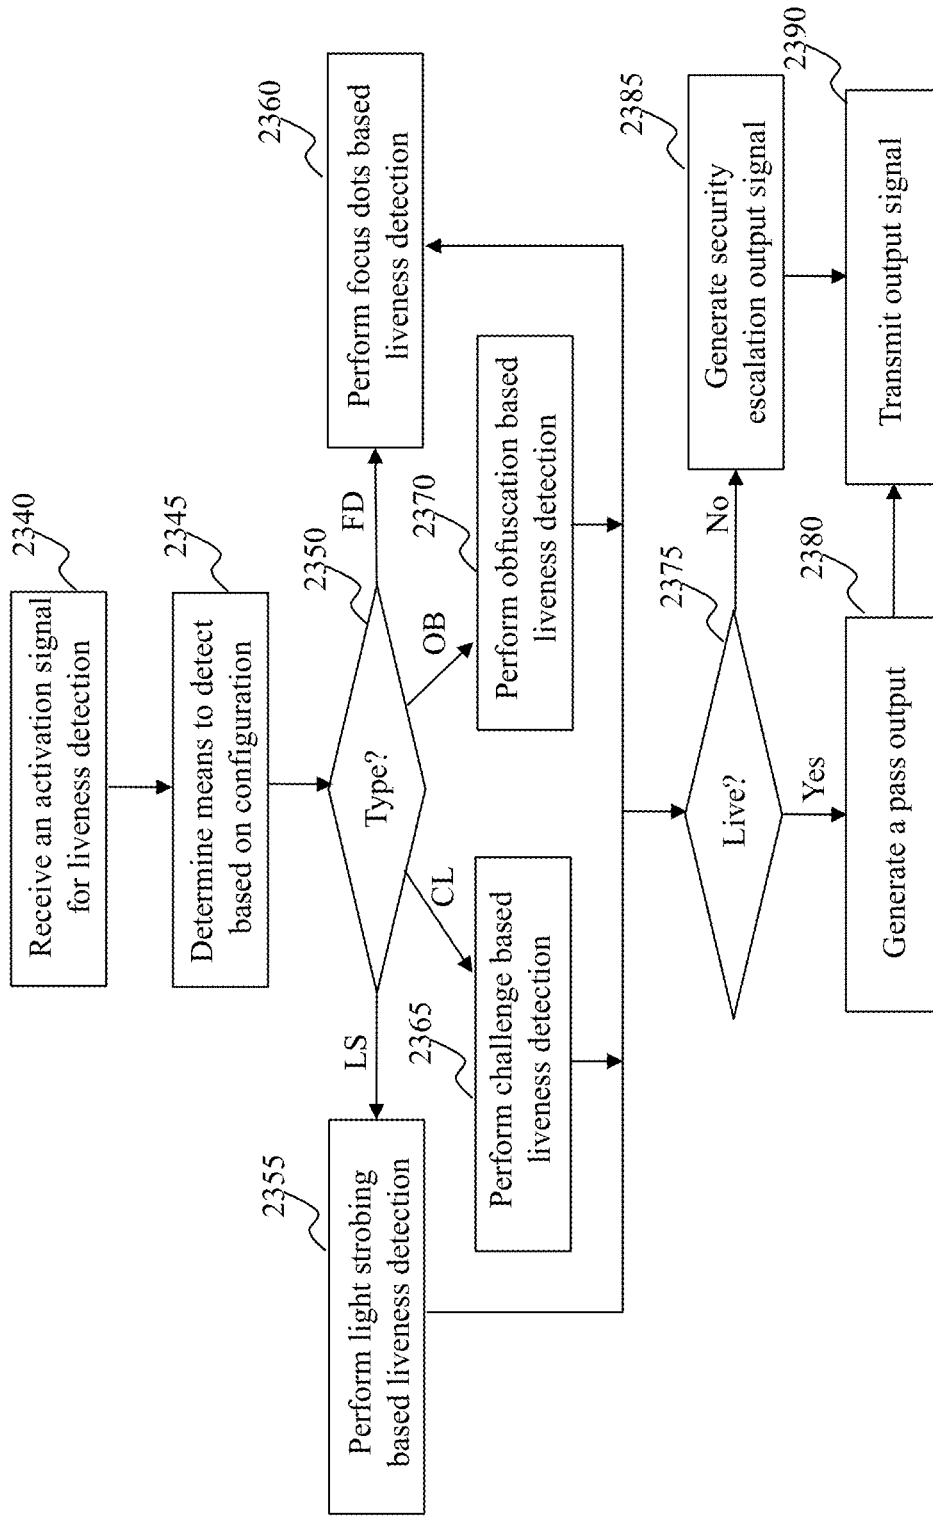 2340
Receive an activation signal
for liveness detection
2345
Determine means to detect
based on configuration
2350
Type?
LS
CL
OB
FD
2355
Perform light strobing
based liveness detection
2365
Perform challenge based
liveness detection
2370
Perform obfuscation based
liveness detection
2360
Perform focus dots based
liveness detection
2375
Live?
Yes
No
2380
Generate a pass output
2385
Generate security
escalation output signal
2390
Transmit output signal